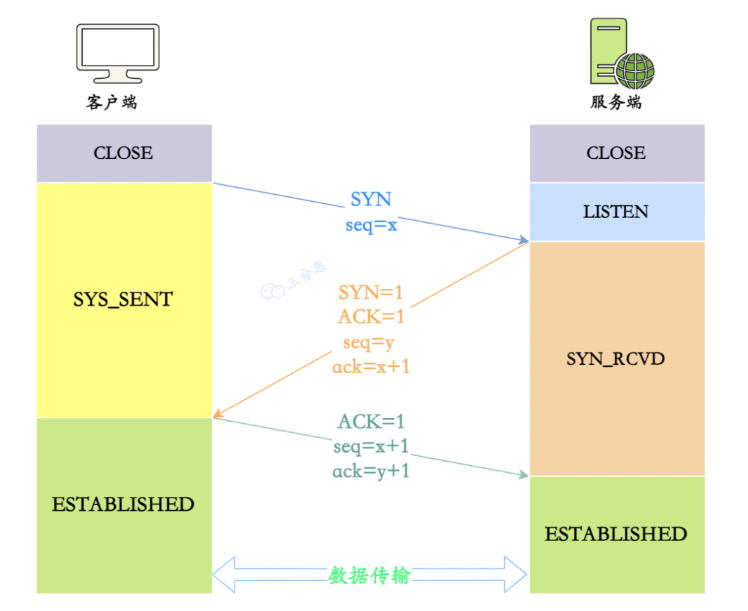 客户端
服务端
CLOSE
CLOSE
SYN
seq=x
LISTEN
三分恶
SYS_SENT
SYN=1
ACK=1
seq=y
ack=x+1
SYN_RCVD
ACK=1
seq=x+1
ack=y+1
ESTABLISHED
ESTABLISHED
数据传输